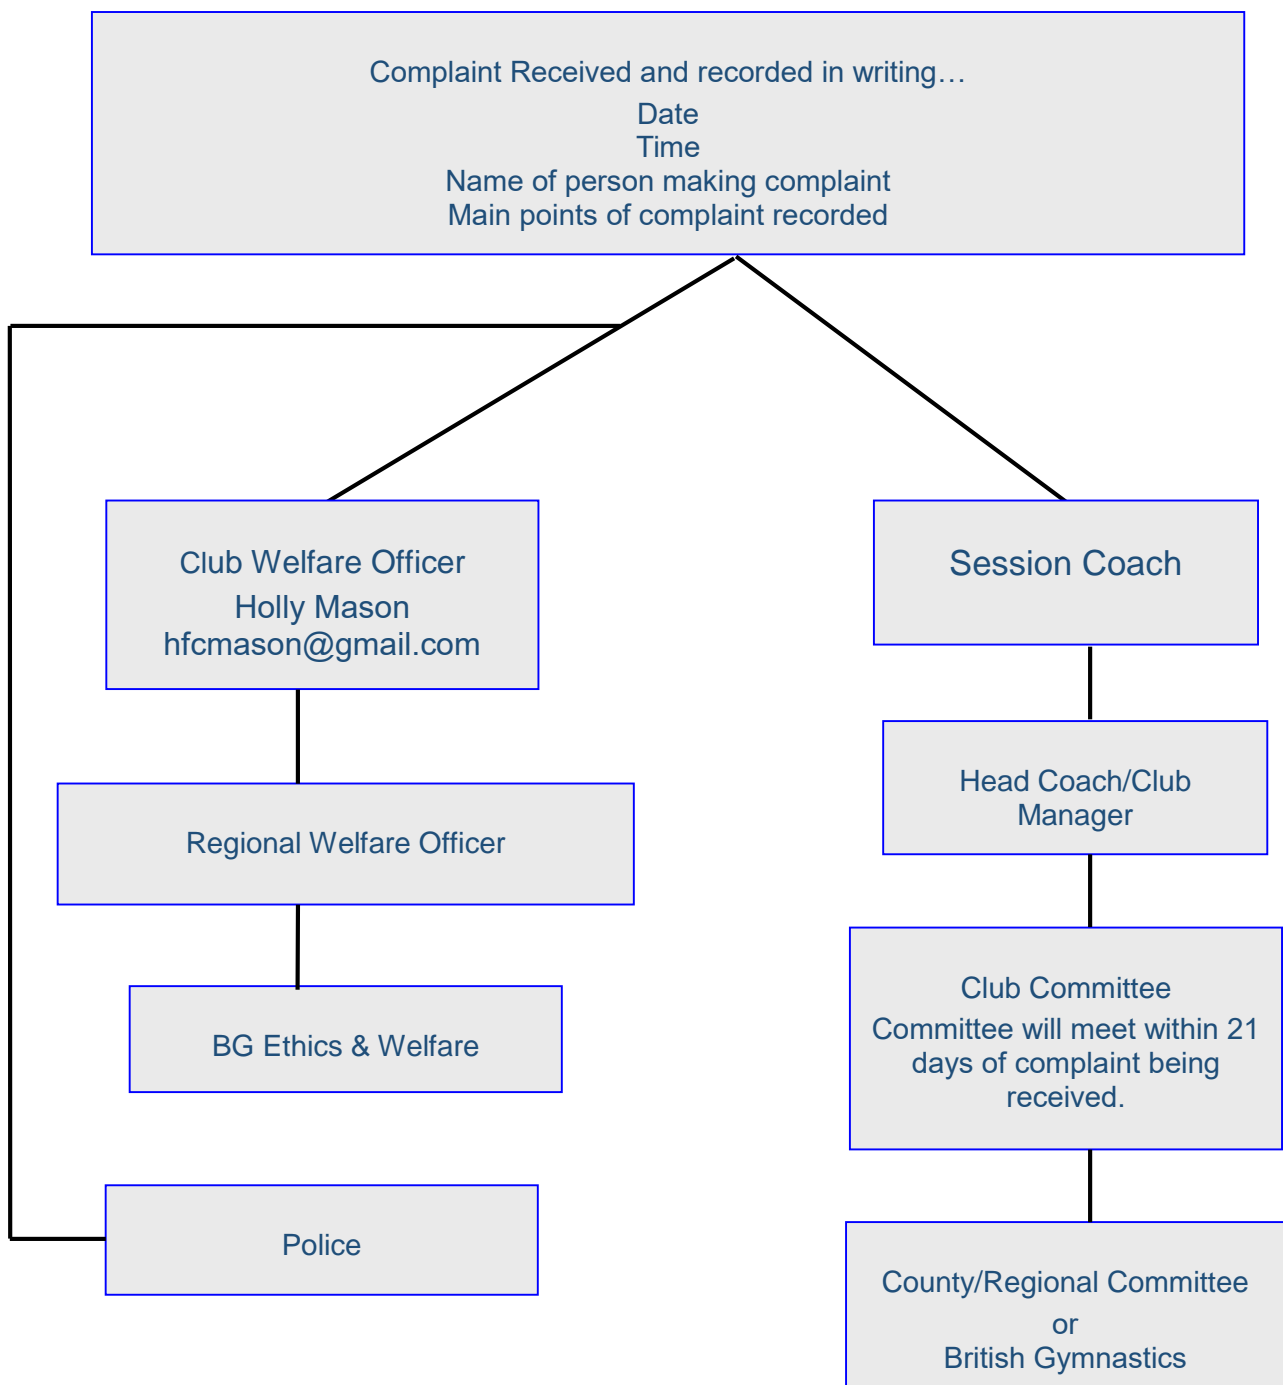 Complaint Received and recorded in writing…
Date
Time
Name of person making complaint
Main points of complaint recorded
Club Welfare Officer
Holly Mason
hfcmason@gmail.com
Session Coach
Head Coach/Club
Manager
Regional Welfare Officer
Club Committee
Committee will meet within 21
days of complaint being
received.
BG Ethics & Welfare
Police
County/Regional Committee
or
British Gymnastics